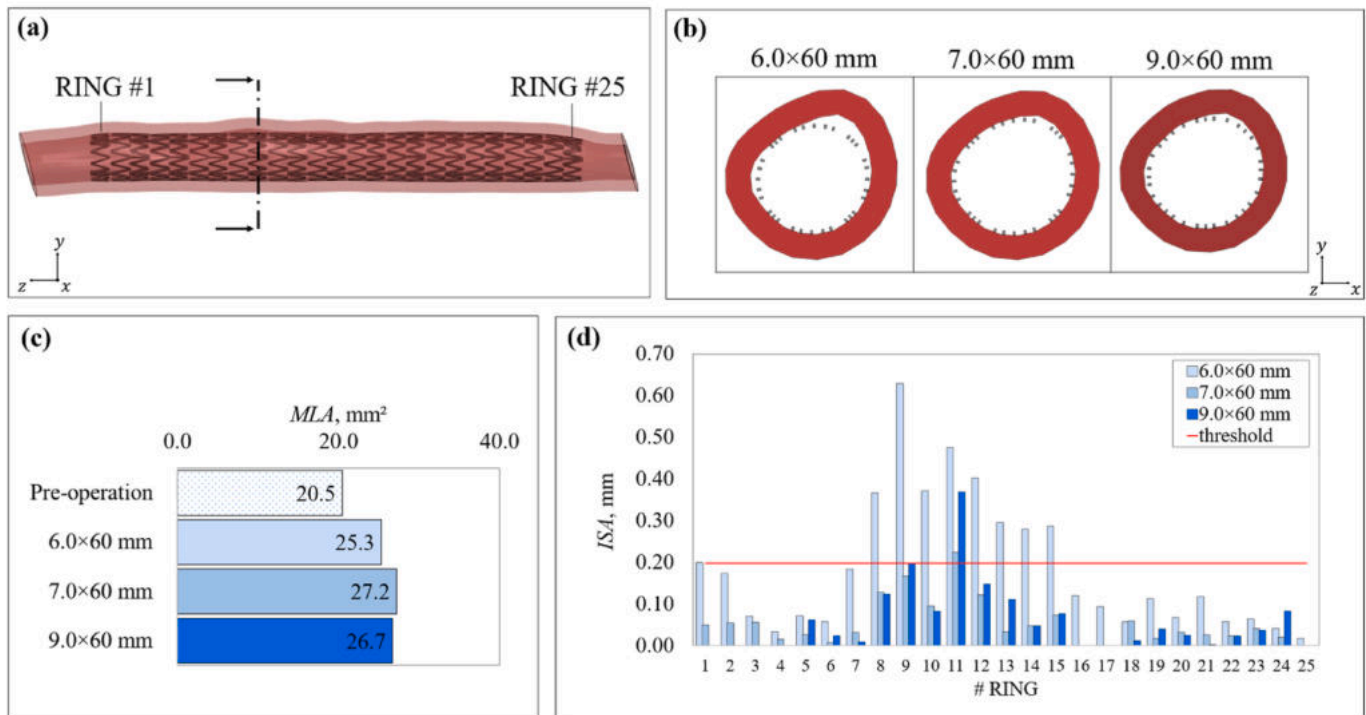 (a)
RING #1
RING #25
y
z
x
(b)
6.0×60 mm
7.0×60 mm
9.0×60 mm
y
z
x
(c)
MLA, mm²
0.0 20.0 40.0
Pre-operation 20.5
6.0×60 mm 25.3
7.0×60 mm 27.2
9.0×60 mm 26.7
(d)
ISA, mm
0.70
0.60
0.50
0.40
0.30
0.20
0.10
0.00
6.0×60 mm
7.0×60 mm
9.0×60 mm
threshold
1 2 3 4 5 6 7 8 9 10 11 12 13 14 15 16 17 18 19 20 21 22 23 24 25
# RING